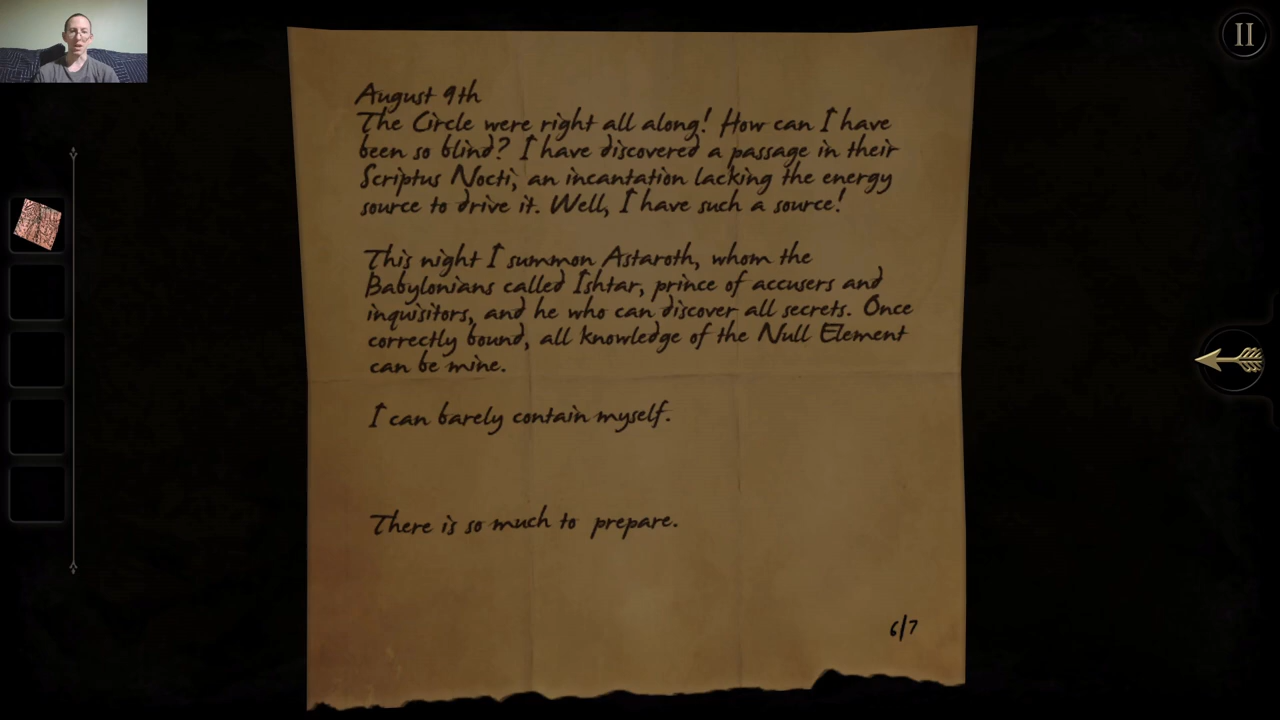 II
August 9th
The Circle were right all along! How can I have
been so blind? I have discovered a passage in their
Scriptus Nocti, an incantation lacking the energy
source to drive it. Well, I have such a source!
This night I summon Astaroth, whom the
Babylonians called Ishtar, prince of accusers and
inquisitors, and he who can discover all secrets. Once
correctly bound, all knowledge of the Null Element
can be mine.
I can barely contain myself.
There is so much to prepare.
6/7